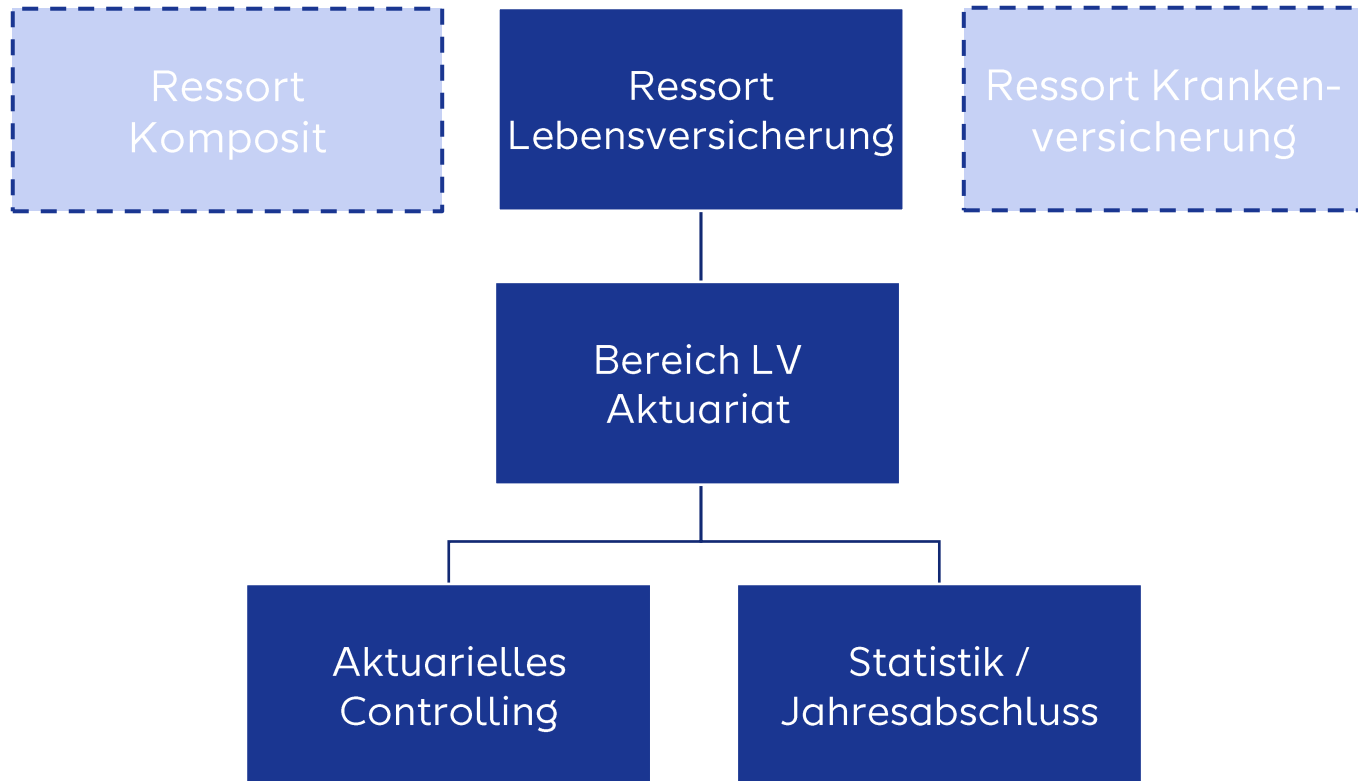 Ressort
Komposit
Ressort
Lebensversicherung
Ressort Kranken-
versicherung
Bereich LV
Aktuariat
Aktuarielles
Controlling
Statistik /
Jahresabschluss